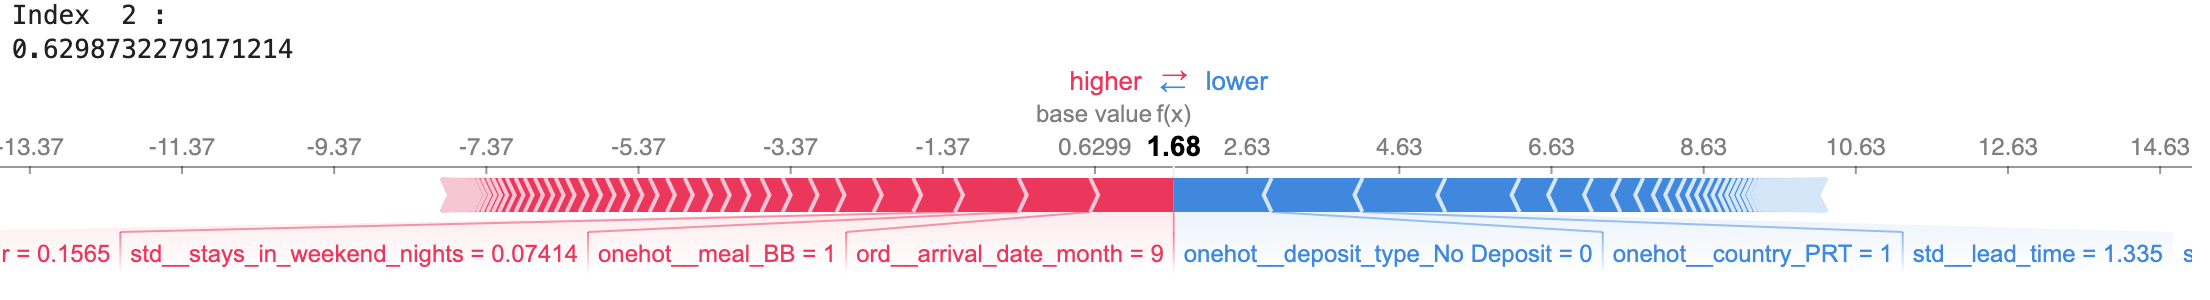 Index  2 :
0.6298732279171214
higher ⇄ lower
base value f(x)
-13.37 -11.37 -9.37 -7.37 -5.37 -3.37 -1.37 0.6299 1.68 2.63 4.63 6.63 8.63 10.63 12.63 14.63
r = 0.1565 std__stays_in_weekend_nights = 0.07414 onehot__meal_BB = 1 ord__arrival_date_month = 9 onehot__deposit_type_No Deposit = 0 onehot__country_PRT = 1 std__lead_time = 1.335 s